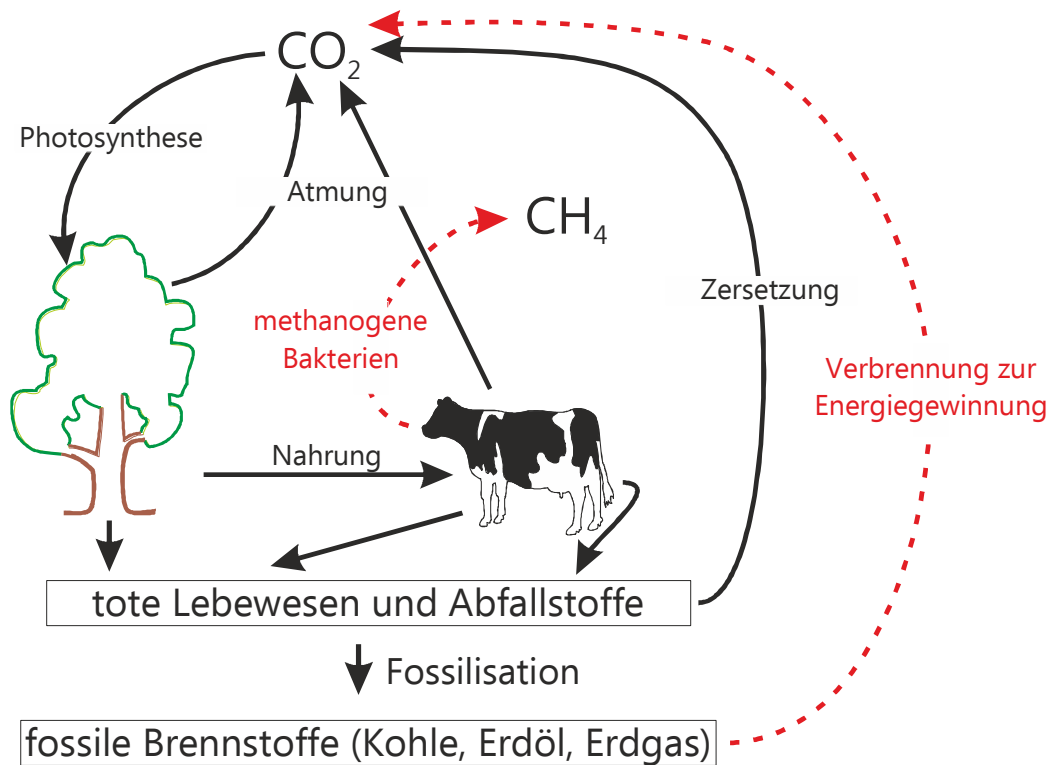 CO₂
Photosynthese
Atmung
CH₄
Zersetzung
methanogene
Bakterien
Verbrennung zur
Energiegewinnung
Nahrung
tote Lebewesen und Abfallstoffe
Fossilisation
fossile Brennstoffe (Kohle, Erdöl, Erdgas)